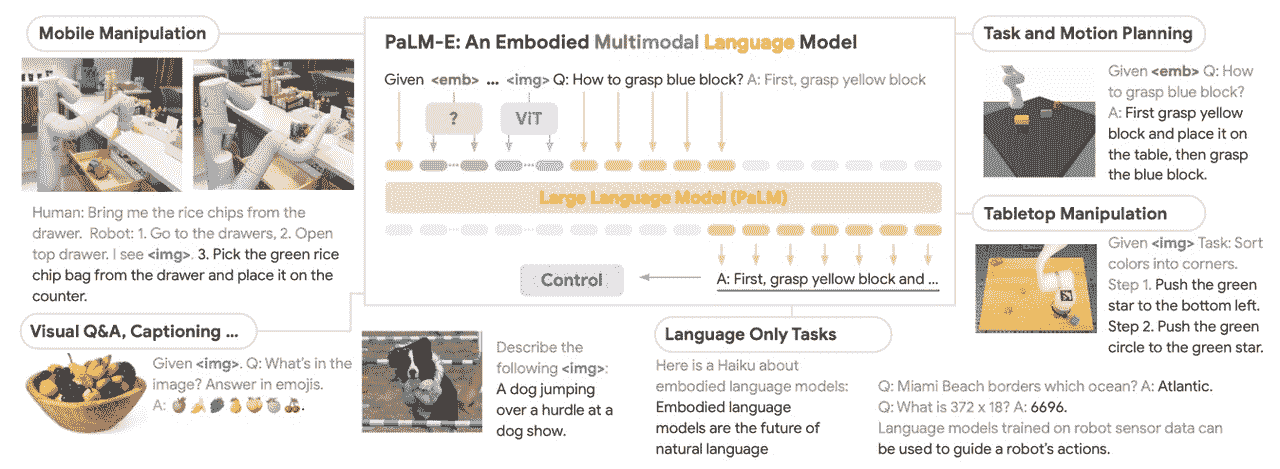 Mobile Manipulation
Human: Bring me the rice chips from the
drawer. Robot: 1. Go to the drawers, 2. Open
top drawer. I see <img>. 3. Pick the green rice
chip bag from the drawer and place it on the
counter.
PaLM-E: An Embodied Multimodal Language Model
Given <emb> ... <img> Q: How to grasp blue block? A: First, grasp yellow block
?
ViT
Large Language Model (PaLM)
Control
A: First, grasp yellow block and ...
Task and Motion Planning
Given <emb> Q: How
to grasp blue block?
A: First grasp yellow
block and place it on
the table, then grasp
the blue block.
Tabletop Manipulation
Given <img> Task: Sort
colors into corners.
Step 1. Push the green
star to the bottom left.
Step 2. Push the green
circle to the green star.
Visual Q&A, Captioning ...
Given <img>. Q: What's in the
image? Answer in emojis.
A: 🍎🍌🍇🍐🍑🍈🍒.
Describe the
following <img>:
A dog jumping
over a hurdle at a
dog show.
Language Only Tasks
Here is a Haiku about
embodied language models:
Embodied language
models are the future of
natural language
Q: Miami Beach borders which ocean? A: Atlantic.
Q: What is 372 x 18? A: 6696.
Language models trained on robot sensor data can
be used to guide a robot's actions.